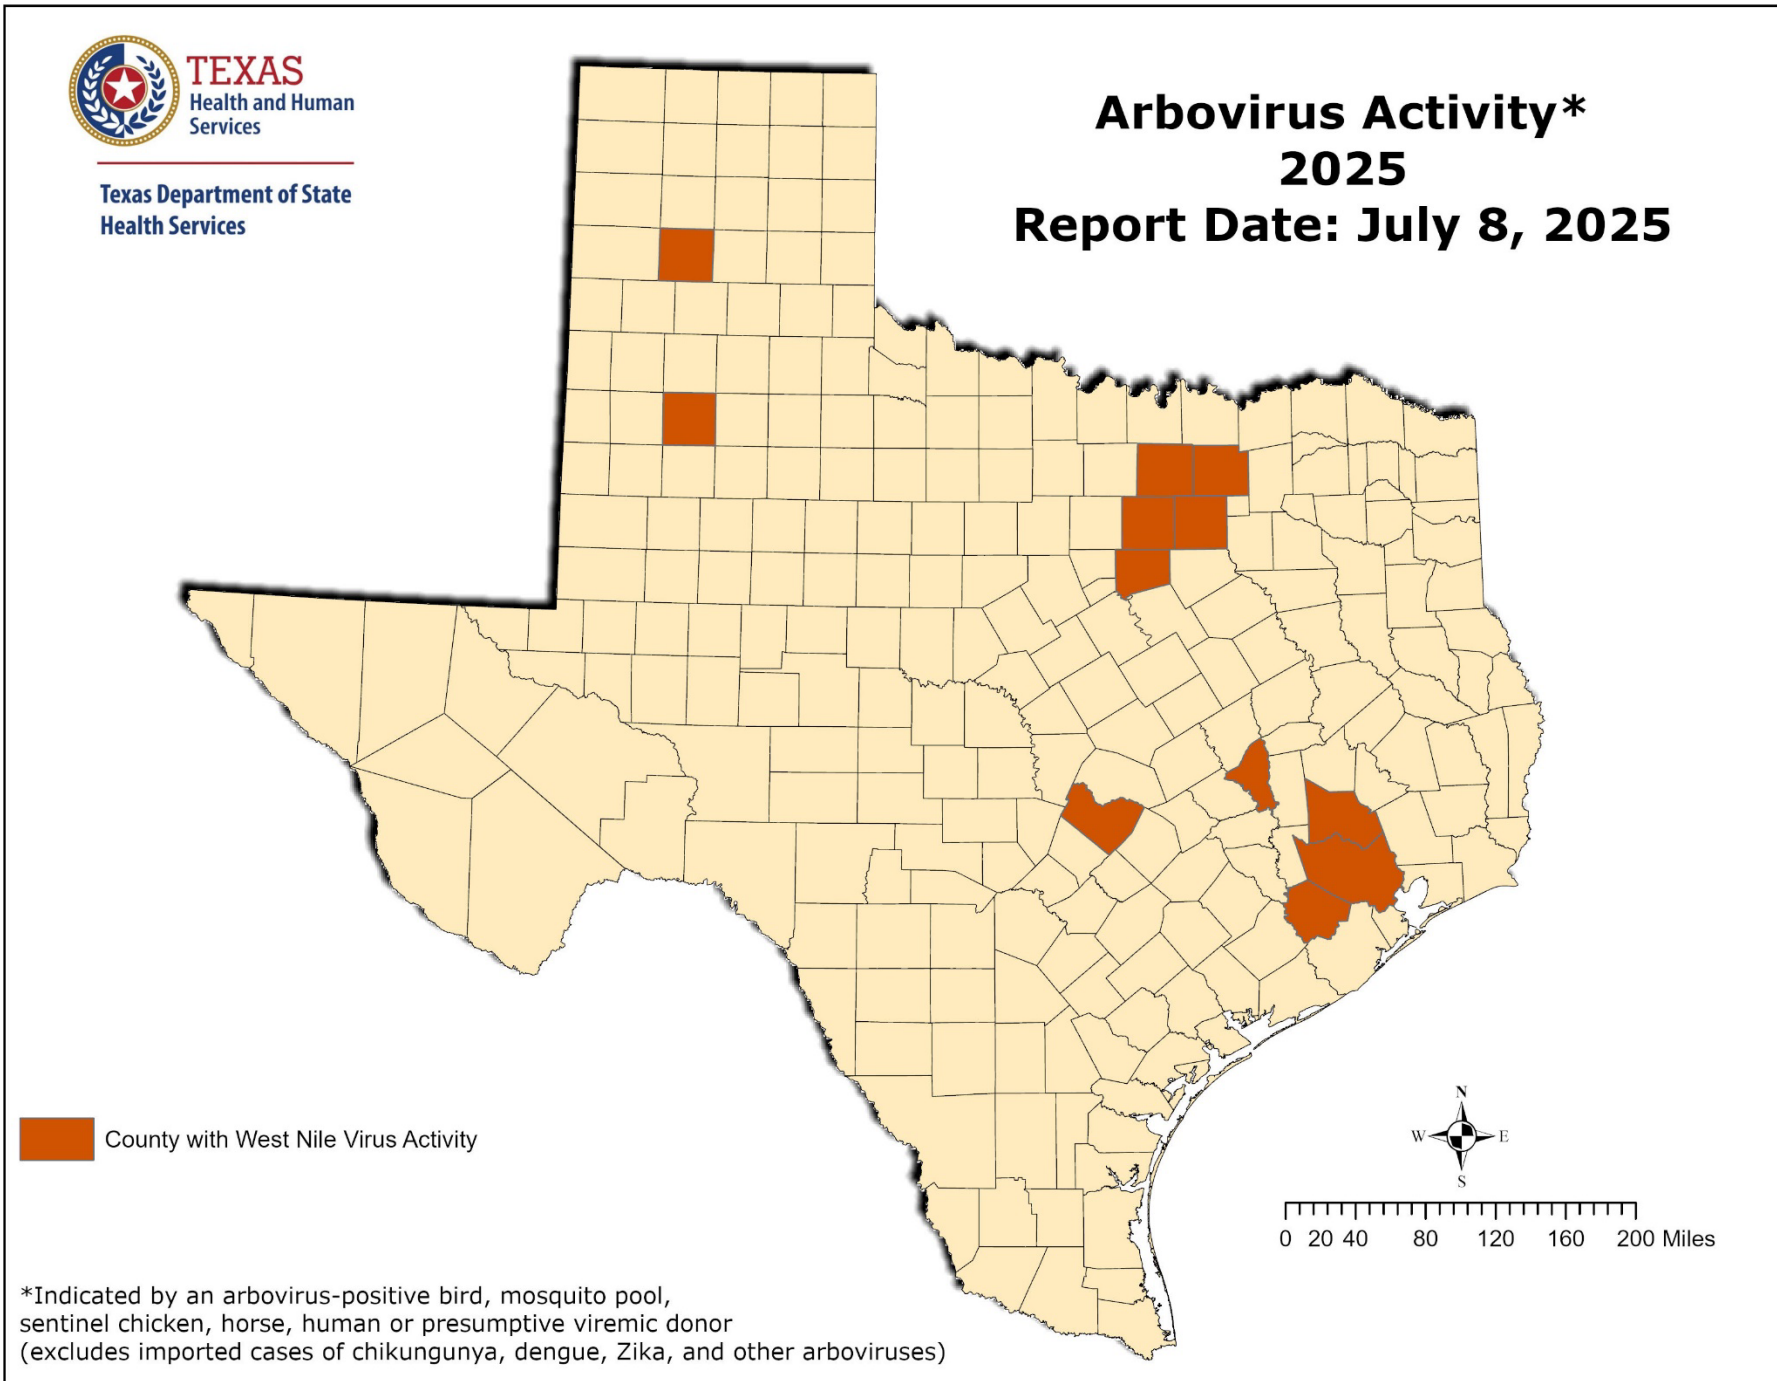 TEXAS
Health and Human
Services
Texas Department of State
Health Services
Arbovirus Activity*
2025
Report Date: July 8, 2025
County with West Nile Virus Activity
N
W
E
S
0 20 40 80 120 160 200 Miles
*Indicated by an arbovirus-positive bird, mosquito pool,
sentinel chicken, horse, human or presumptive viremic donor
(excludes imported cases of chikungunya, dengue, Zika, and other arboviruses)